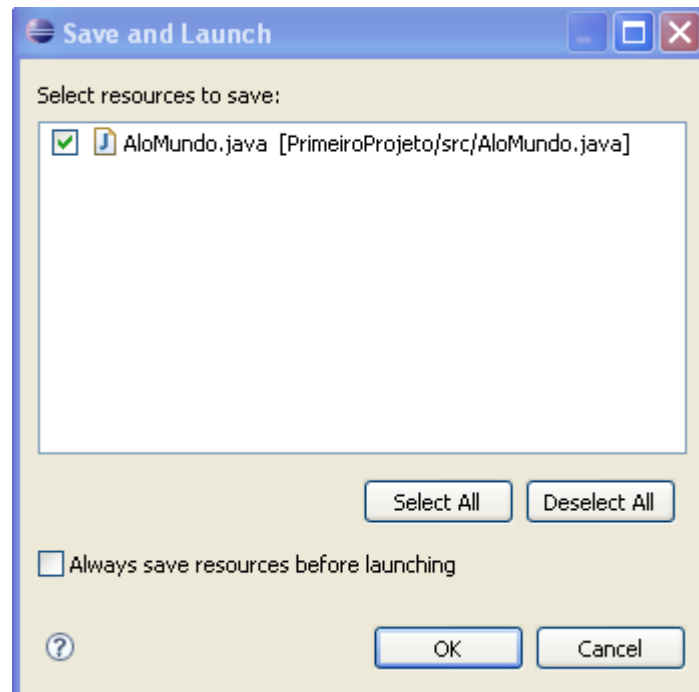 Save and Launch
Select resources to save:
AloMundo.java [PrimeiroProjeto/src/AloMundo.java]
Select All
Deselect All
Always save resources before launching
OK
Cancel